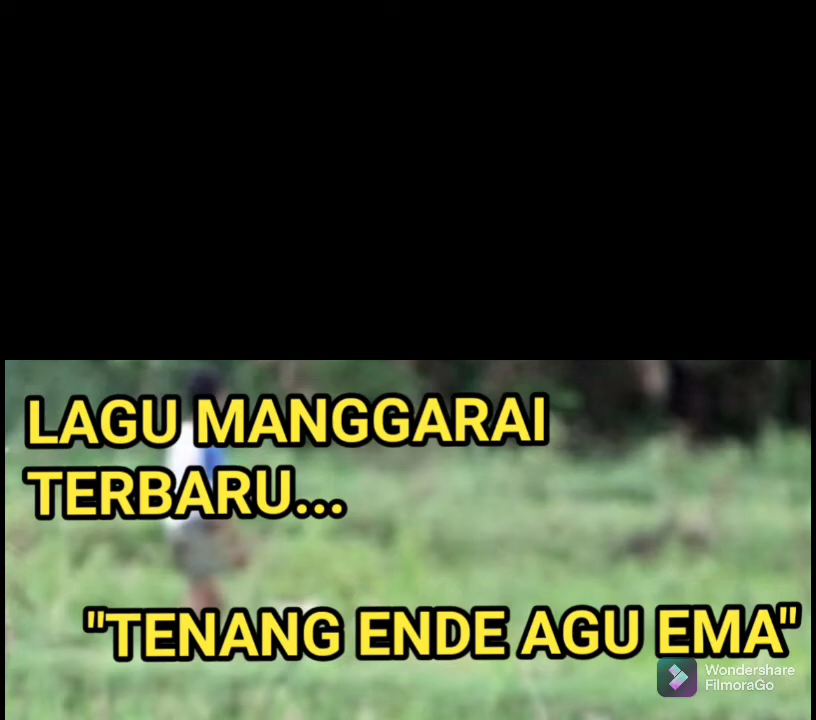 LAGU MANGGARAI
TERBARU...
"TENANG ENDE AGU EMA"
Wondershare
FilmoraGo